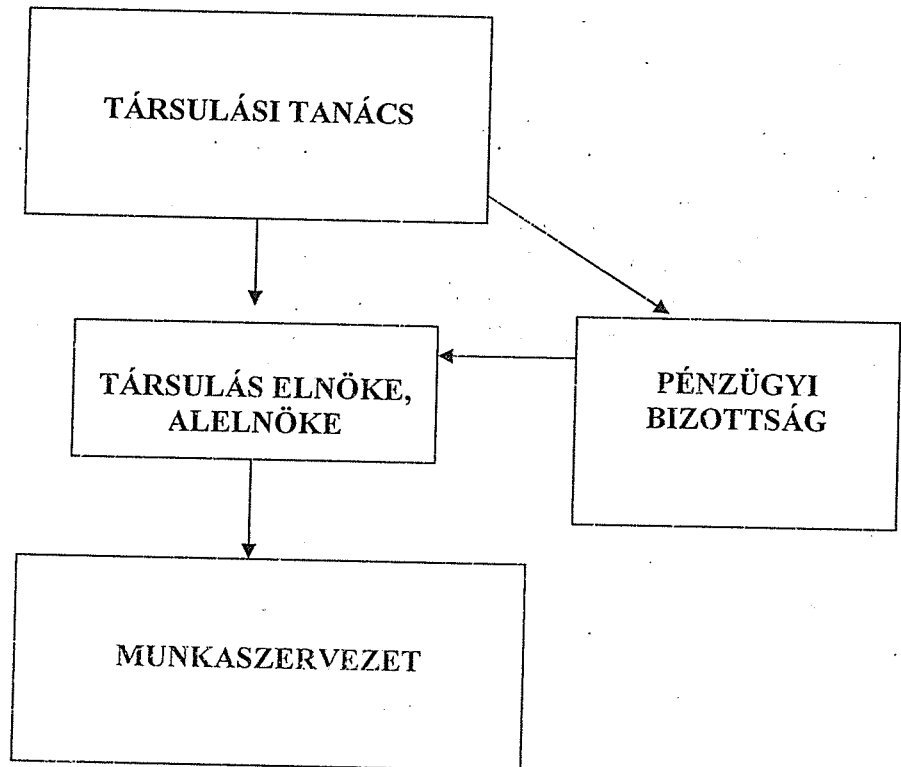 TÁRSULÁSI TANÁCS
TÁRSULÁS ELNÖKE,
ALELNÖKE
PÉNZÜGYI
BIZOTTSÁG
MUNKASZERVEZET